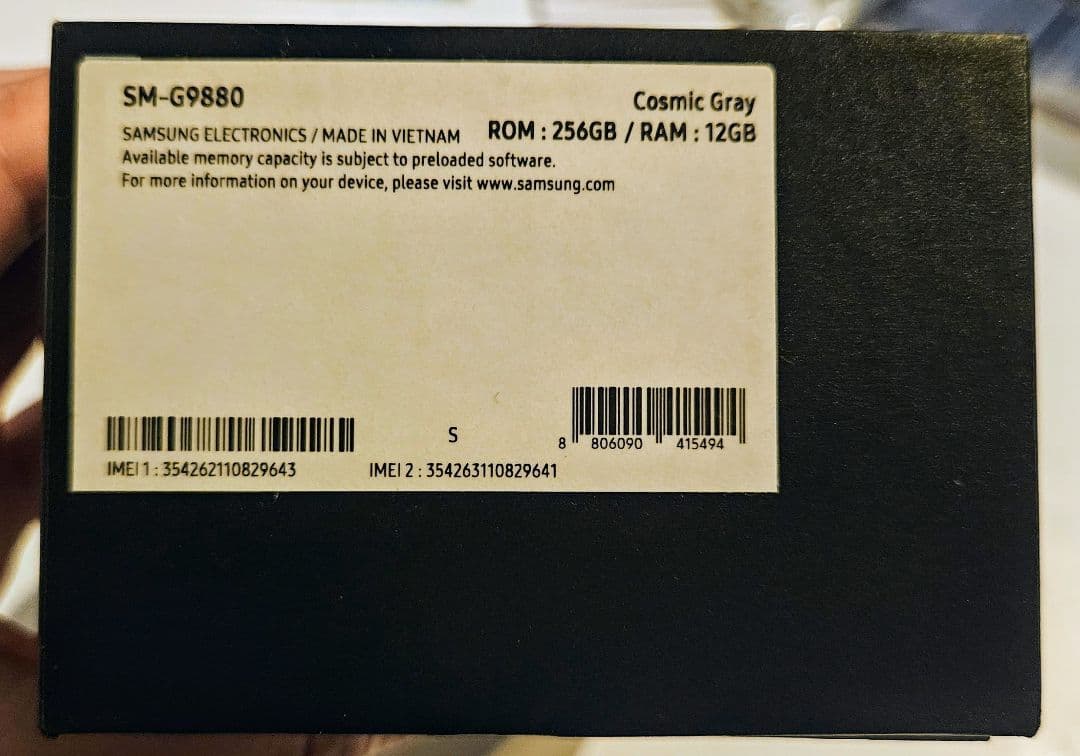 SM-G9880
Cosmic Gray
SAMSUNG ELECTRONICS / MADE IN VIETNAM
ROM : 256GB / RAM : 12GB
Available memory capacity is subject to preloaded software.
For more information on your device, please visit www.samsung.com
S
8 806090 415494
IMEI 1 : 354262110829643
IMEI 2 : 354263110829641